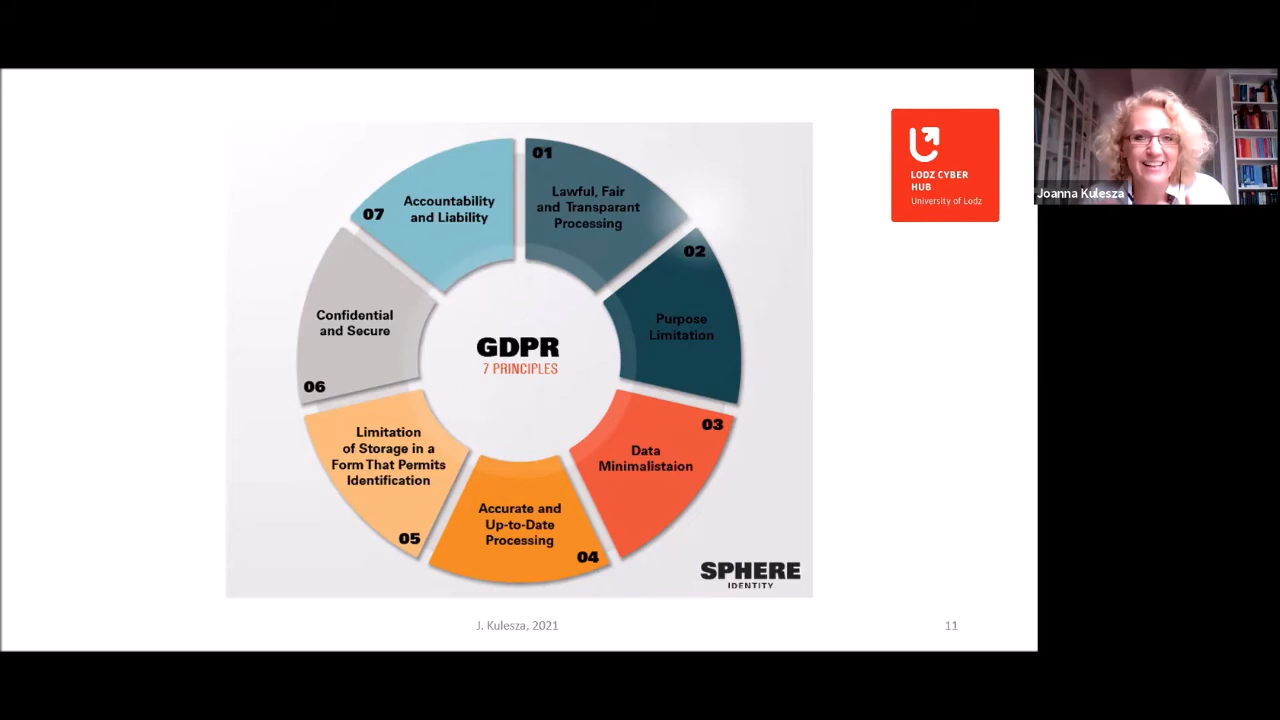 01
Lawful, Fair
and Transparant
Processing
02
Purpose
Limitation
03
Data
Minimalistaion
04
Accurate and
Up-to-Date
Processing
05
Limitation
of Storage in a
Form That Permits
Identification
06
Confidential
and Secure
07
Accountability
and Liability
GDPR
7 PRINCIPLES
SPHERE
IDENTITY
LODZ CYBER
HUB
University of Lodz
Joanna Kulesza
J. Kulesza, 2021
11